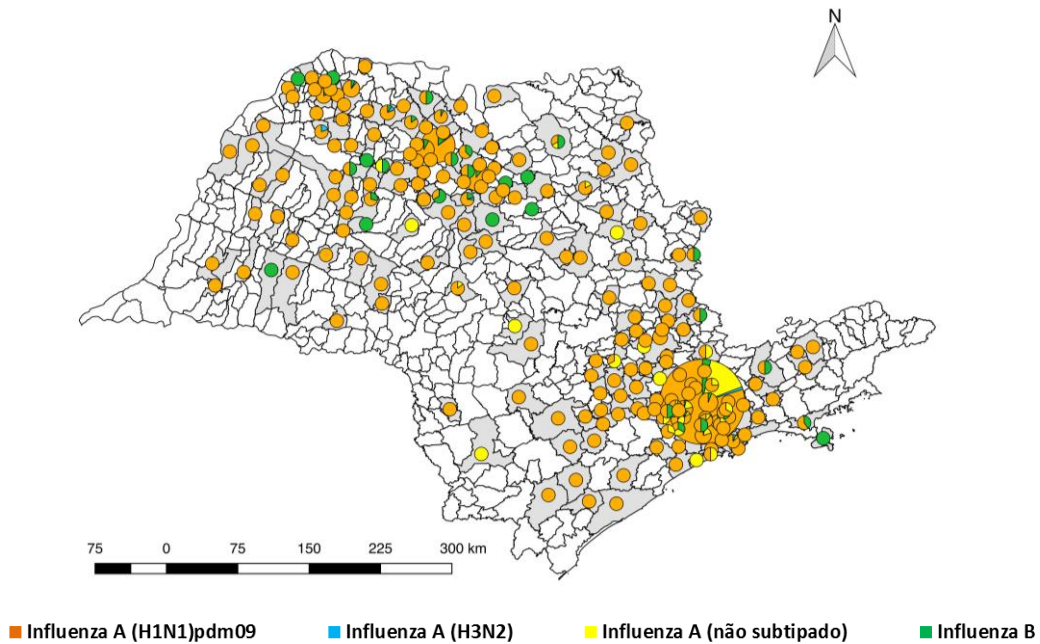 N
75 0 75 150 225 300 km
Influenza A (H1N1)pdm09 Influenza A (H3N2) Influenza A (não subtipado) Influenza B